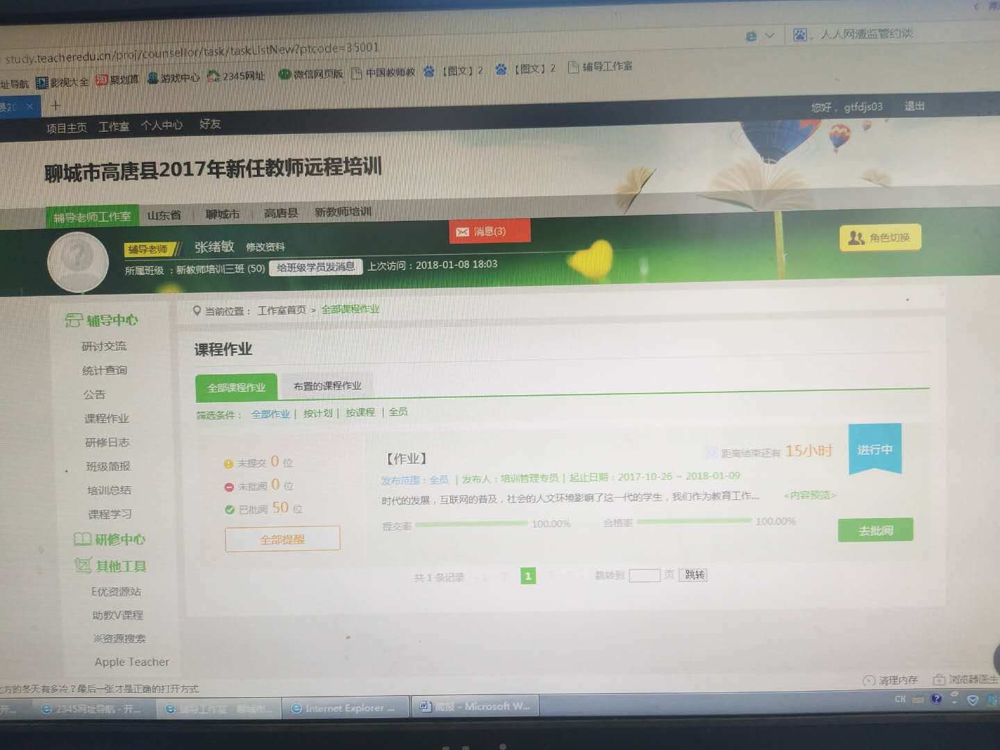 人人网遭监管约谈
study.teacheredu.cn/proj/counsellor/task/taskListNew?ptcode=35001
址导航 影视大全 聚划算 游戏中心 2345网址 微信网页版 中国教师教 【图文】2 【图文】2 辅导工作室
您好，gtfdjs03 退出
项目主页 工作室 个人中心 好友
聊城市高唐县2017年新任教师远程培训
辅导老师工作室 山东省 | 聊城市 | 高唐县 新教师培训
消息(3)
角色切换
辅导老师 张绪敏 修改资料
所属班级：新教师培训三班 (50) 给班级学员发消息 上次访问：2018-01-08 18:03
当前位置： 工作室首页 > 全部课程作业
辅导中心
研讨交流
统计查询
公告
课程作业
研修日志
班级简报
培训总结
课程学习
研修中心
其他工具
E优资源站
助教V课程
※资源搜索
Apple Teacher
课程作业
全部课程作业 布置的课程作业
筛选条件： 全部作业 | 按计划 | 按课程 | 全员
未提交 0 位
未批阅 0 位
已批阅 50 位
全部提醒
【作业】
距离结束还有 15小时
进行中
发布范围：全员 | 发布人：培训管理专员 | 起止日期：2017-10-26 ~ 2018-01-09
时代的发展，互联网的普及，社会的人文环境影响了这一代的学生，我们作为教育工作... <内容预览>
提交率 100.00% 合格率 100.00%
去批阅
共 1 条记录 1 跳转到 页 跳转
方的冬天有多冷？最后一张才是正确的打开方式
清理内存 浏览器医生
开... 2345网址导航 - 开... 辅导工作室 - 聊城市... Internet Explorer ... 简报 - Microsoft W... CH